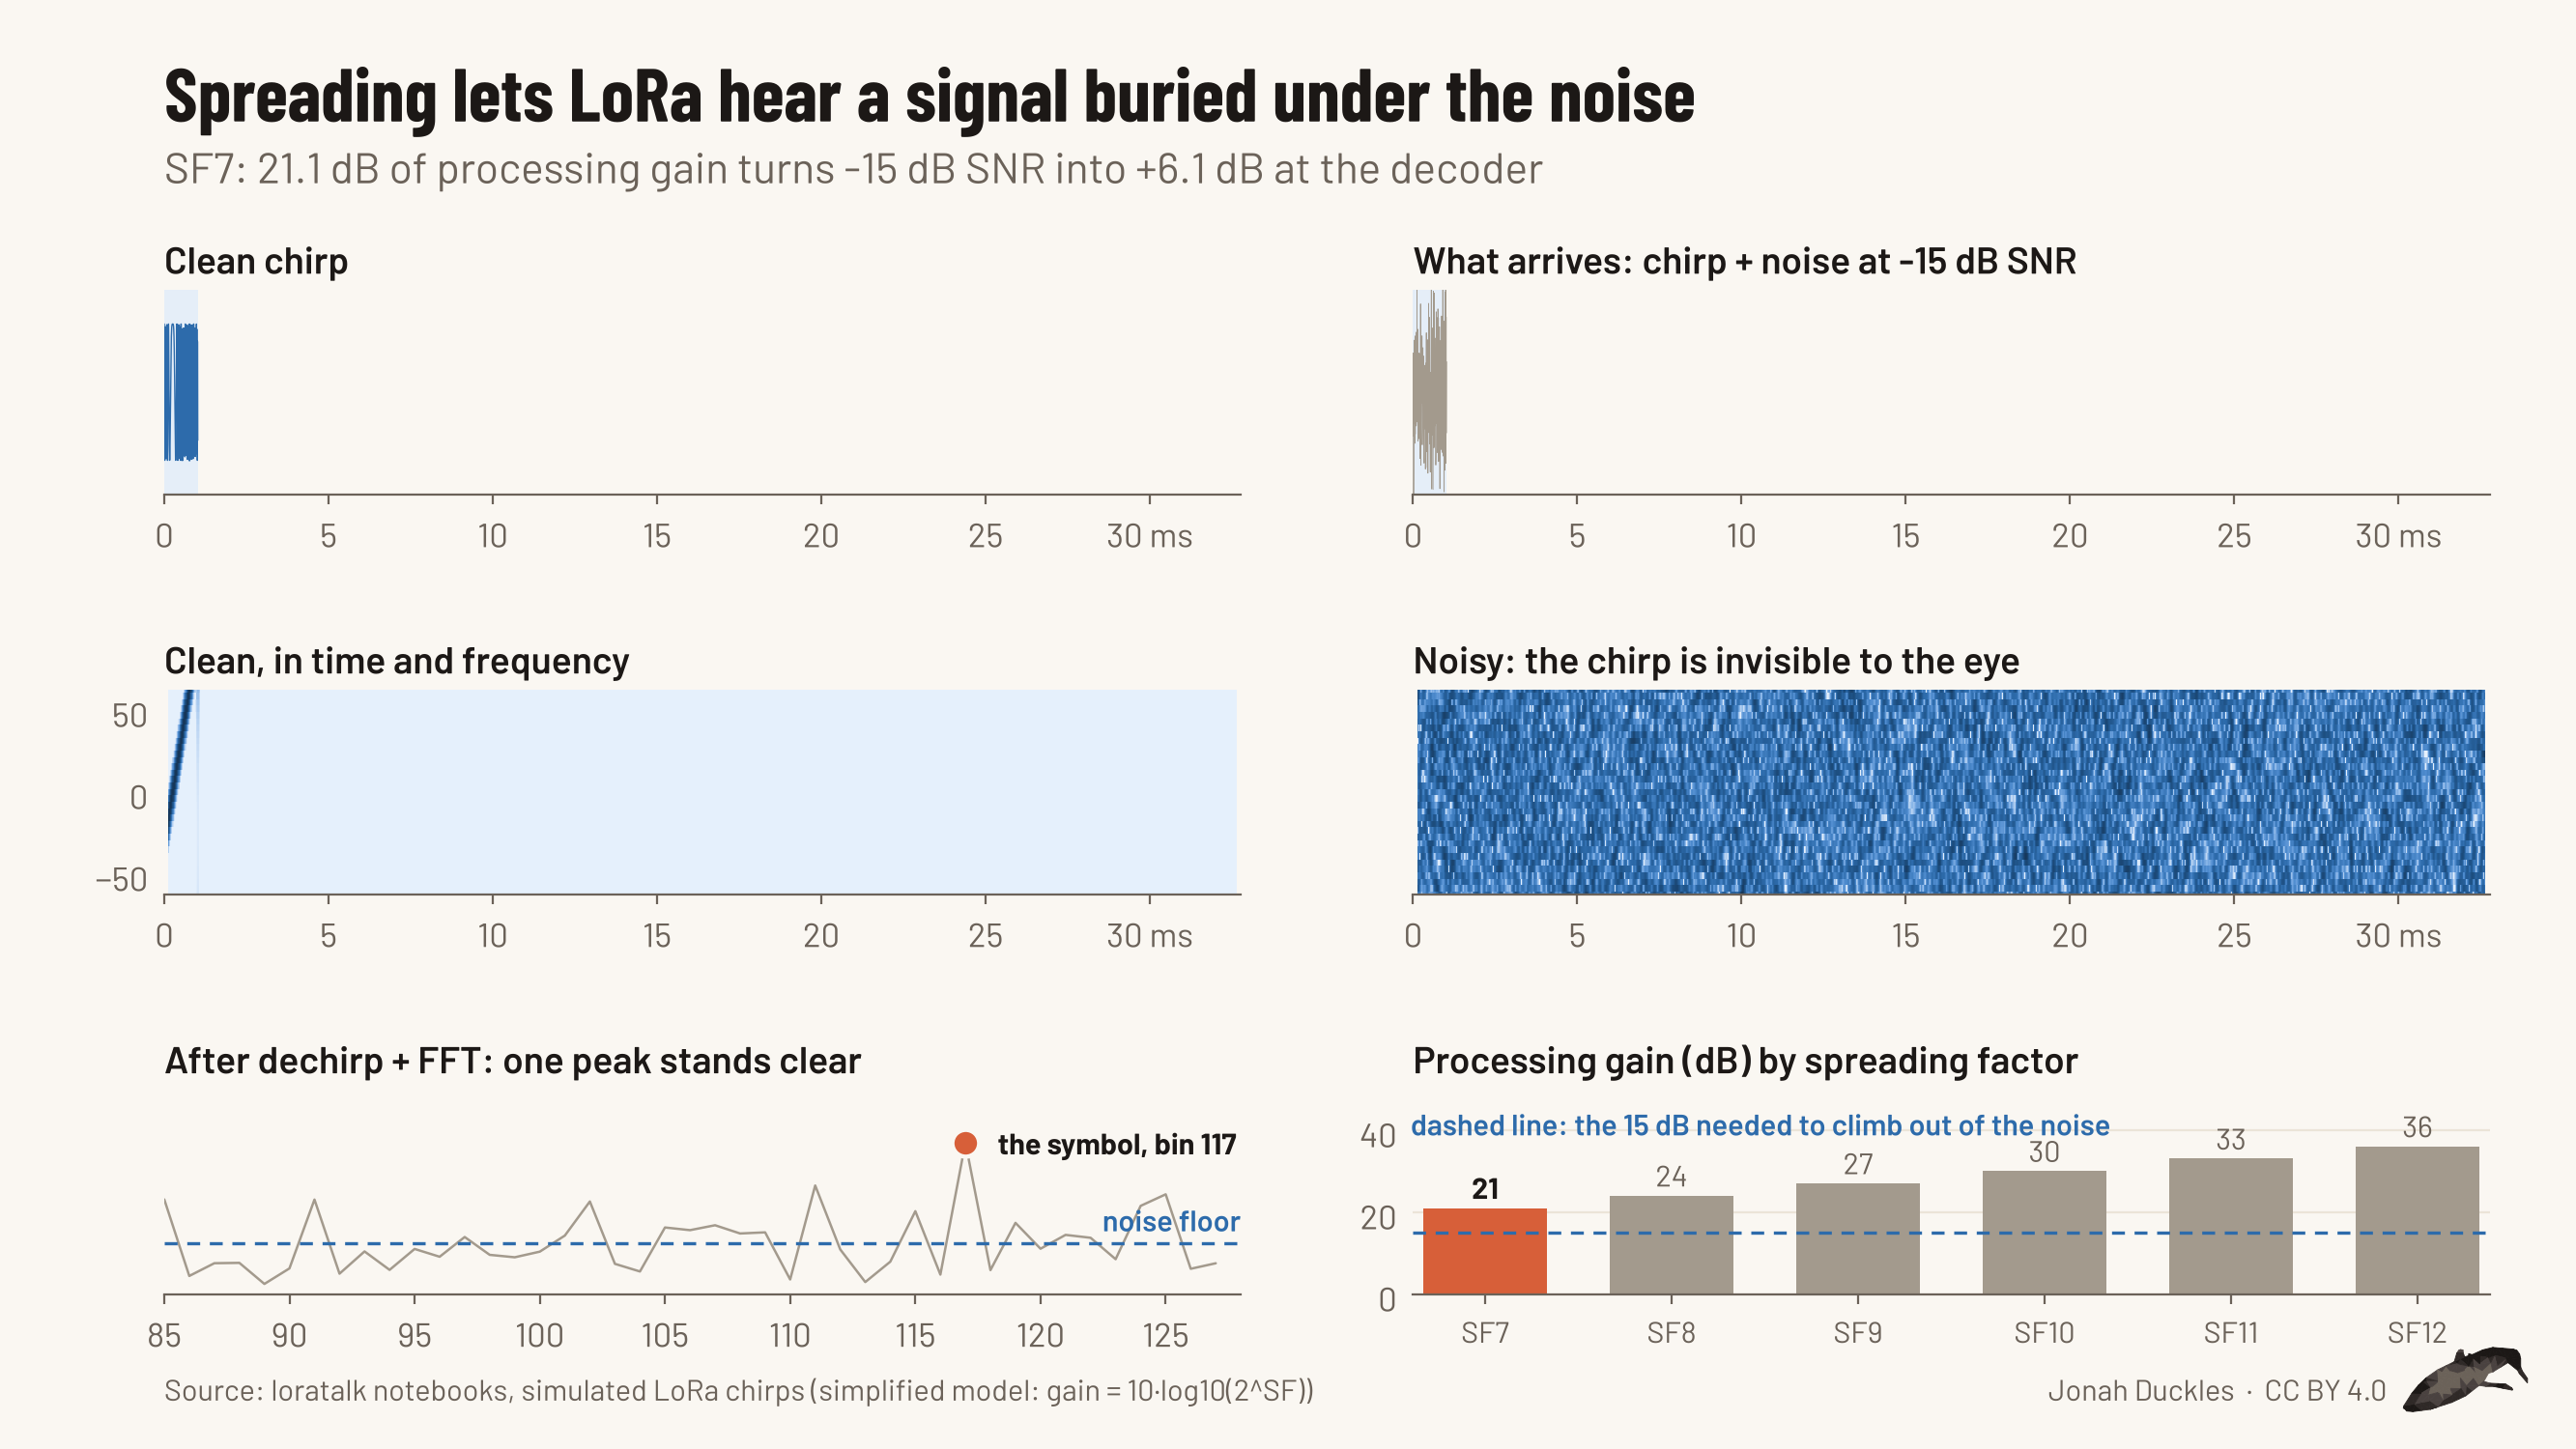 Spreading lets LoRa hear a signal buried under the noise
SF7: 21.1 dB of processing gain turns -15 dB SNR into +6.1 dB at the decoder
Clean chirp
0 5 10 15 20 25 30 ms
What arrives: chirp + noise at -15 dB SNR
0 5 10 15 20 25 30 ms
Clean, in time and frequency
50
0
−50
0 5 10 15 20 25 30 ms
Noisy: the chirp is invisible to the eye
0 5 10 15 20 25 30 ms
After dechirp + FFT: one peak stands clear
the symbol, bin 117
noise floor
85 90 95 100 105 110 115 120 125
Processing gain (dB) by spreading factor
dashed line: the 15 dB needed to climb out of the noise
40
20
0
21 24 27 30 33 36
SF7 SF8 SF9 SF10 SF11 SF12
Source: loratalk notebooks, simulated LoRa chirps (simplified model: gain = 10·log10(2^SF))
Jonah Duckles · CC BY 4.0